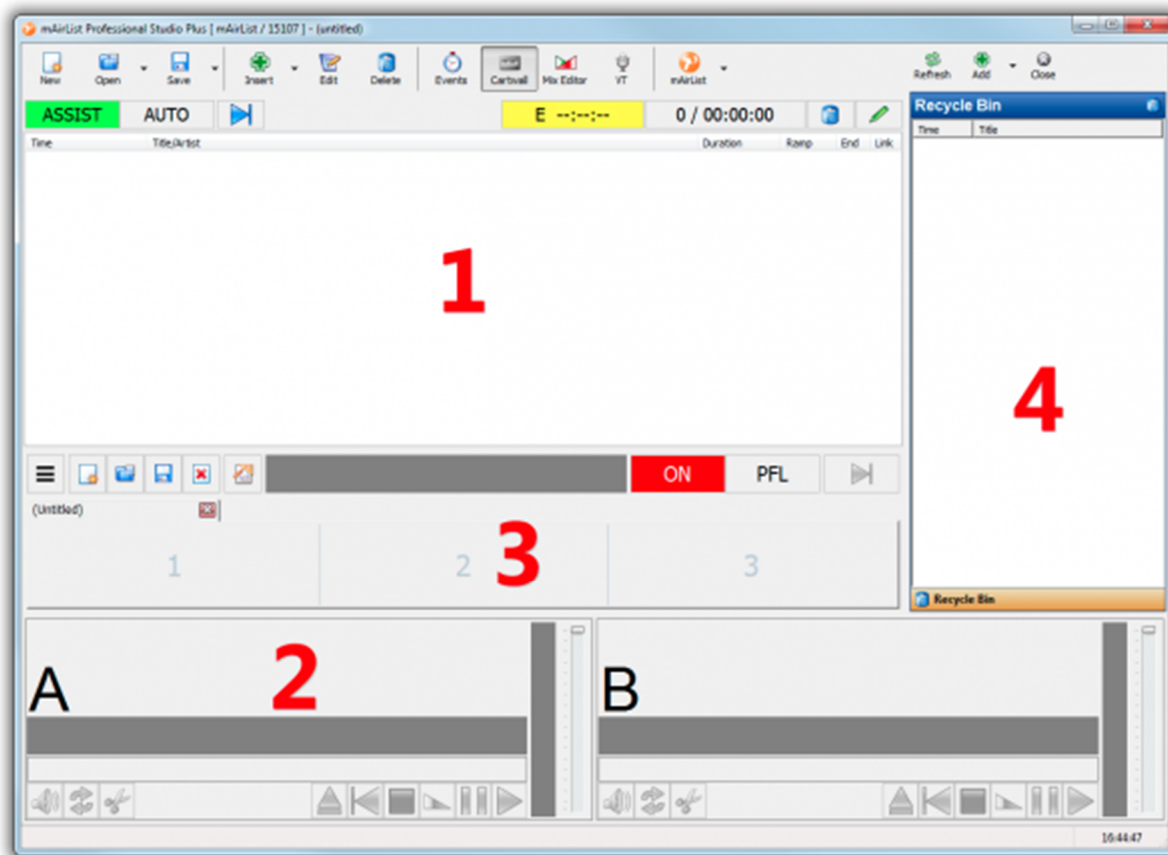 mAirList Professional Studio Plus [ mAirList / 15107 ] - (untitled)
New Open Save Insert Edit Delete Events Cartwall Mix Editor VT mAirList Refresh Add Close
ASSIST AUTO E --:--:-- 0 / 00:00:00
Recycle Bin
Time Title/Artist Duration Ramp End Link
Time Title
1
4
ON PFL
(Untitled)
1 2 3 3
Recycle Bin
A 2 B
16:44:47